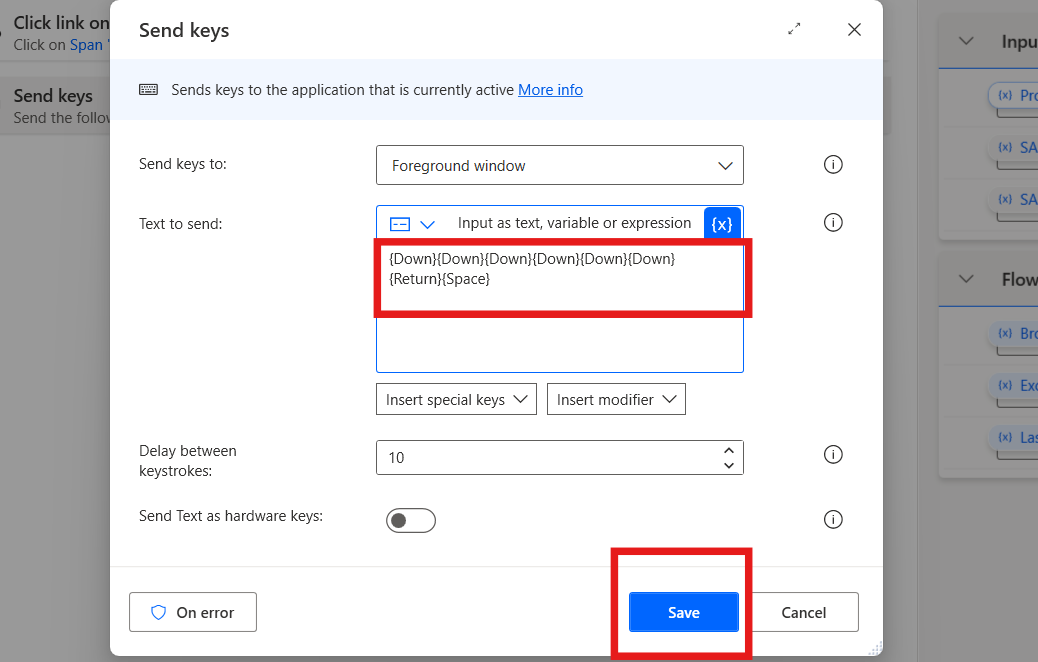 Click link on
Click on Span
Send keys
Send the follow
Send keys
Sends keys to the application that is currently active More info
Send keys to:
Foreground window
Text to send:
Input as text, variable or expression {x}
{Down}{Down}{Down}{Down}{Down}{Down}
{Return}{Space}
Insert special keys
Insert modifier
Delay between
keystrokes:
10
Send Text as hardware keys:
On error
Save
Cancel
Inpu
{x} Pro
{x} SA
{x} SA
Flow
{x} Bro
{x} Exc
{x} Las